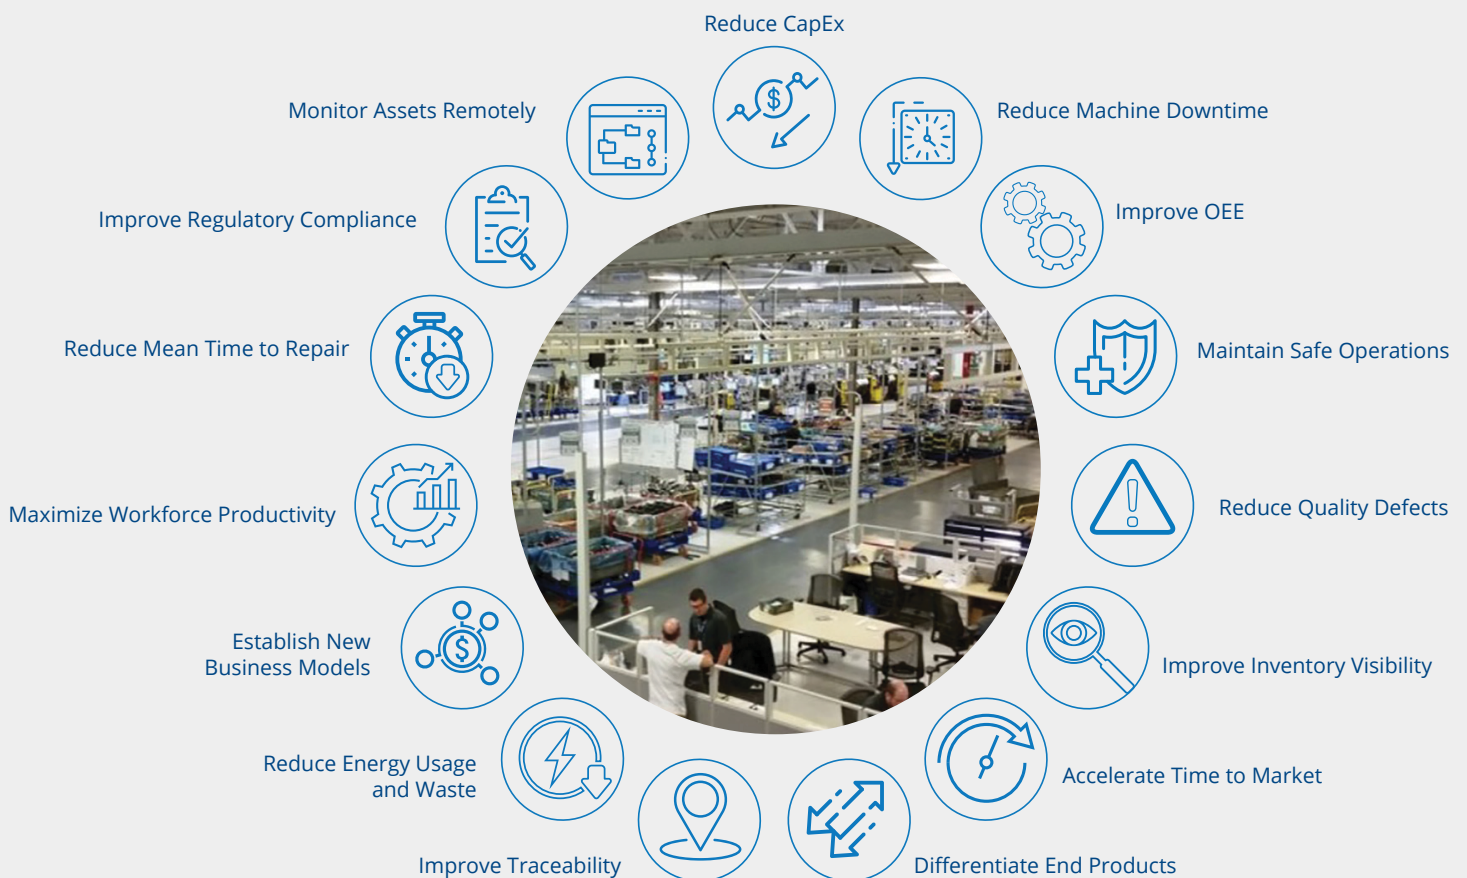 Reduce CapEx
Reduce Machine Downtime
Improve OEE
Maintain Safe Operations
Reduce Quality Defects
Improve Inventory Visibility
Accelerate Time to Market
Differentiate End Products
Improve Traceability
Reduce Energy Usage
and Waste
Establish New
Business Models
Maximize Workforce Productivity
Reduce Mean Time to Repair
Improve Regulatory Compliance
Monitor Assets Remotely